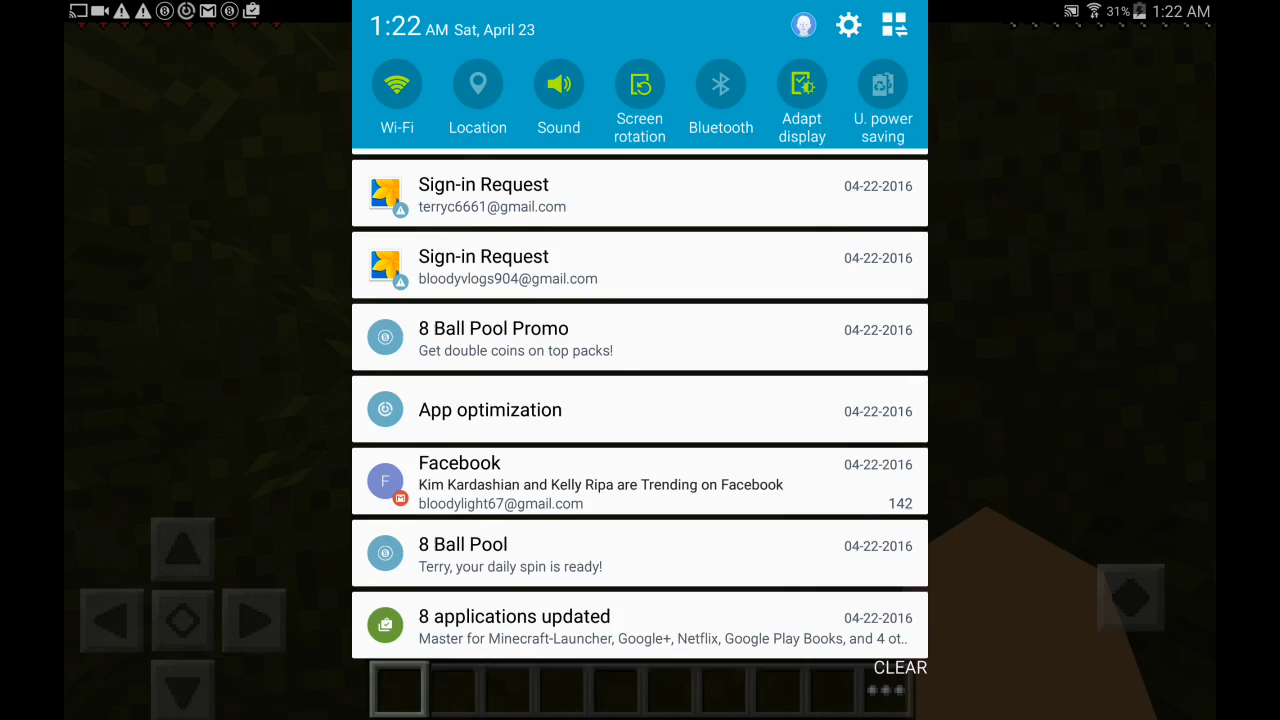 31% 1:22 AM
1:22 AM Sat, April 23
Wi-Fi
Location
Sound
Screen
rotation
Bluetooth
Adapt
display
U. power
saving
Sign-in Request 04-22-2016
terryc6661@gmail.com
Sign-in Request 04-22-2016
bloodyvlogs904@gmail.com
8 Ball Pool Promo 04-22-2016
Get double coins on top packs!
App optimization 04-22-2016
F
Facebook 04-22-2016
Kim Kardashian and Kelly Ripa are Trending on Facebook
bloodylight67@gmail.com 142
8 Ball Pool 04-22-2016
Terry, your daily spin is ready!
8 applications updated 04-22-2016
Master for Minecraft-Launcher, Google+, Netflix, Google Play Books, and 4 ot..
CLEAR